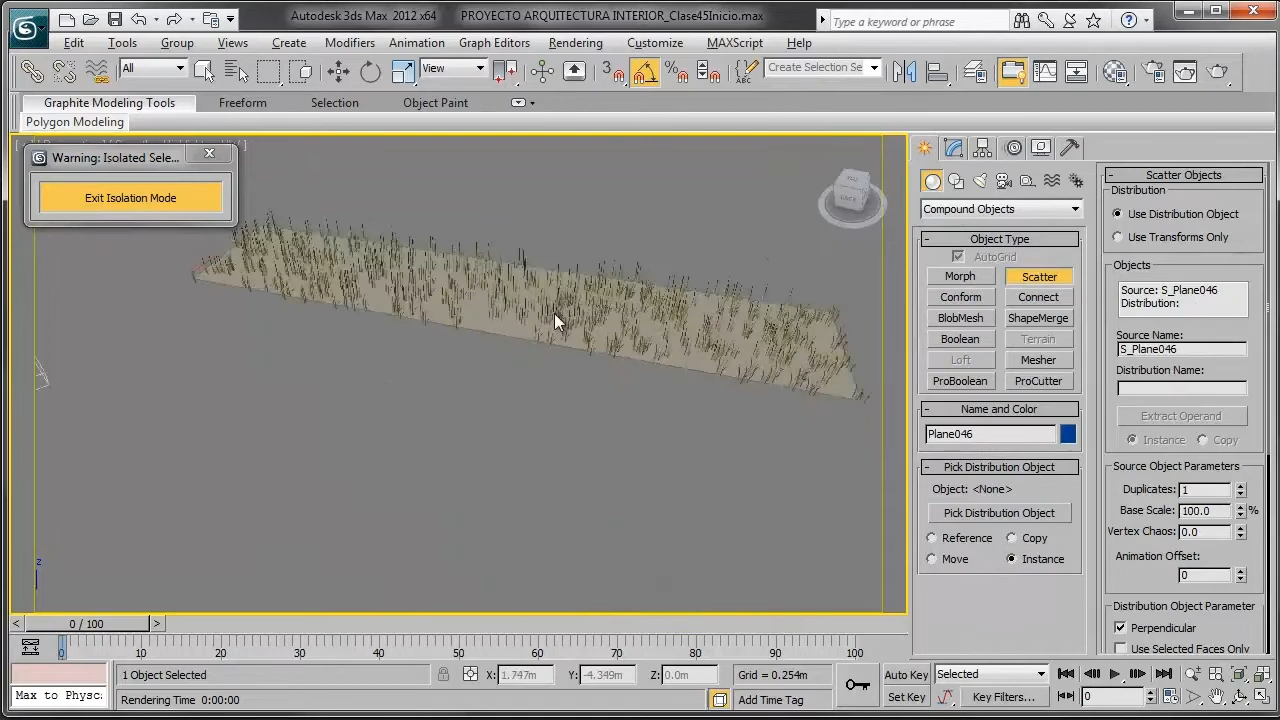 Autodesk 3ds Max 2012 x64 PROYECTO ARQUITECTURA INTERIOR_Clase45Inicio.max
Type a keyword or phrase
Edit Tools Group Views Create Modifiers Animation Graph Editors Rendering Customize MAXScript Help
All View 3 Create Selection Se
Graphite Modeling Tools Freeform Selection Object Paint
Polygon Modeling
Warning: Isolated Sele...
Exit Isolation Mode
Compound Objects
Object Type
AutoGrid
Morph Scatter
Conform Connect
BlobMesh ShapeMerge
Boolean Terrain
Loft Mesher
ProBoolean ProCutter
Name and Color
Plane046
Pick Distribution Object
Object: <None>
Pick Distribution Object
Reference Copy
Move Instance
Scatter Objects
Distribution
Use Distribution Object
Use Transforms Only
Objects
Source: S_Plane046
Distribution:
Source Name:
S_Plane046
Distribution Name:
Extract Operand
Instance Copy
Source Object Parameters
Duplicates: 1
Base Scale: 100.0 %
Vertex Chaos: 0.0
Animation Offset:
0
Distribution Object Parameter
Perpendicular
Use Selected Faces Only
z
< 0 / 100 >
0 10 20 30 40 50 60 70 80 90 100
1 Object Selected X: 1.747m Y: -4.349m Z: 0.0m Grid = 0.254m Auto Key Selected
Max to Physc: Rendering Time 0:00:00 Add Time Tag Set Key Key Filters... 0